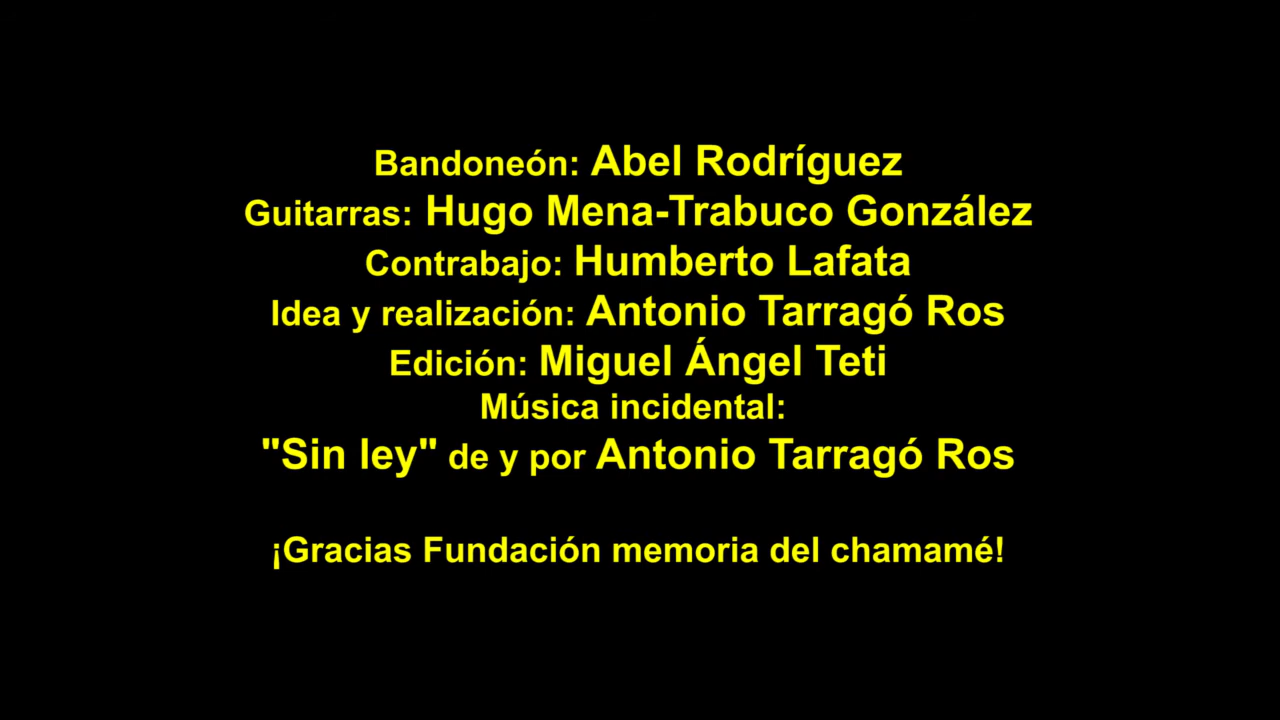 Bandoneón: Abel Rodríguez
Guitarras: Hugo Mena-Trabuco González
Contrabajo: Humberto Lafata
Idea y realización: Antonio Tarragó Ros
Edición: Miguel Ángel Teti
Música incidental:
"Sin ley" de y por Antonio Tarragó Ros
¡Gracias Fundación memoria del chamamé!